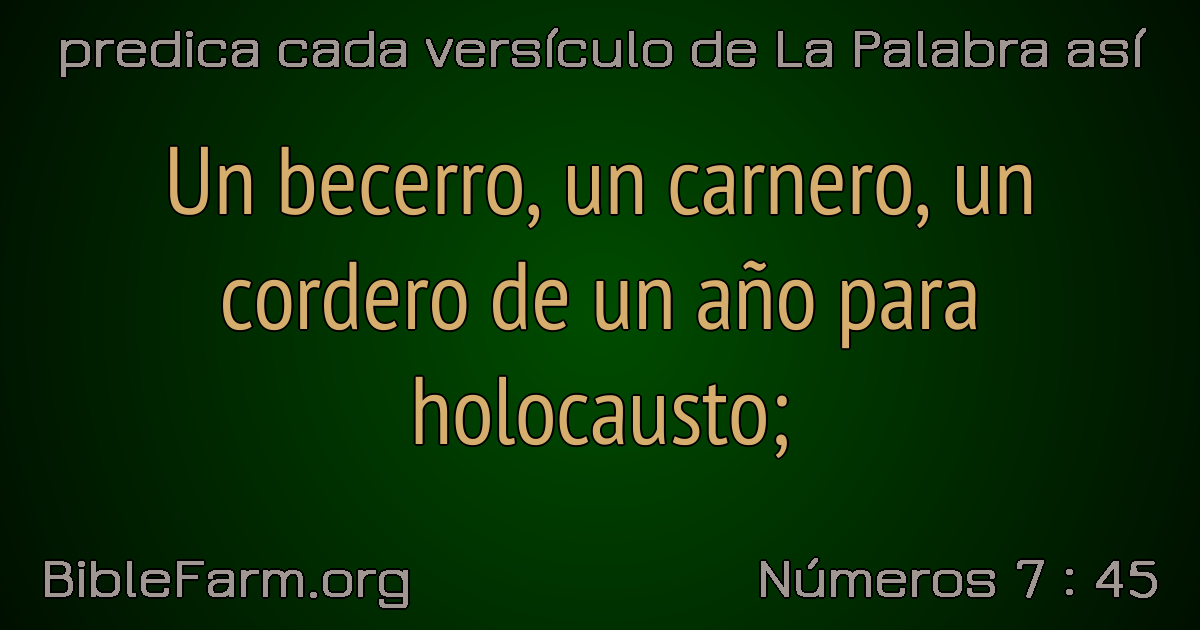 predica cada versículo de La Palabra así
Un becerro, un carnero, un
cordero de un año para
holocausto;
BibleFarm.org
Números 7 : 45